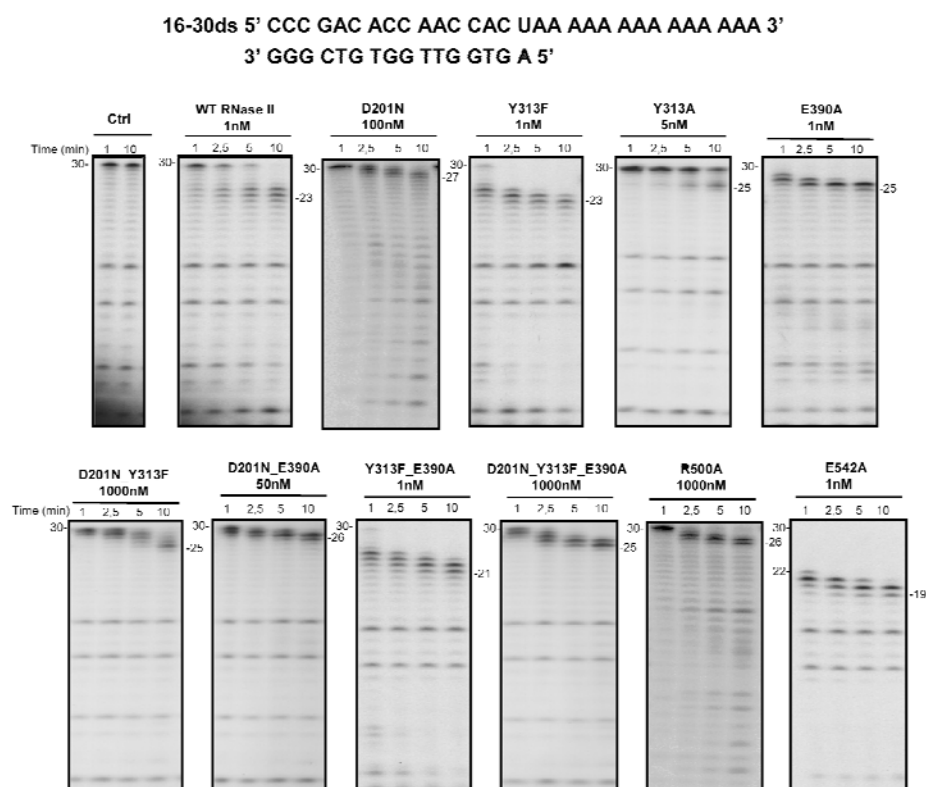 16-30ds 5' CCC GAC ACC AAC CAC UAA AAA AAA AAA AAA 3'
3' GGG CTG TGG TTG GTG A 5'
Ctrl
WT RNase II
1nM
D201N
100nM
Y313F
1nM
Y313A
5nM
E390A
1nM
Time (min) 1 10 1 2,5 5 10 1 2,5 5 10 1 2,5 5 10 1 2,5 5 10 1 2,5 5 10
30- 30- 30- 30- 30- 30-
-23 -27 -23 -25 -25
D201N_Y313F
1000nM
D201N_E390A
50nM
Y313F_E390A
1nM
D201N_Y313F_E390A
1000nM
R500A
1000nM
E542A
1nM
Time (min) 1 2,5 5 10 1 2,5 5 10 1 2,5 5 10 1 2,5 5 10 1 2,5 5 10 1 2,5 5 10
30- 30- 30- 30- 30- 30-
22-
-25 -26 -21 -25 -26 -19